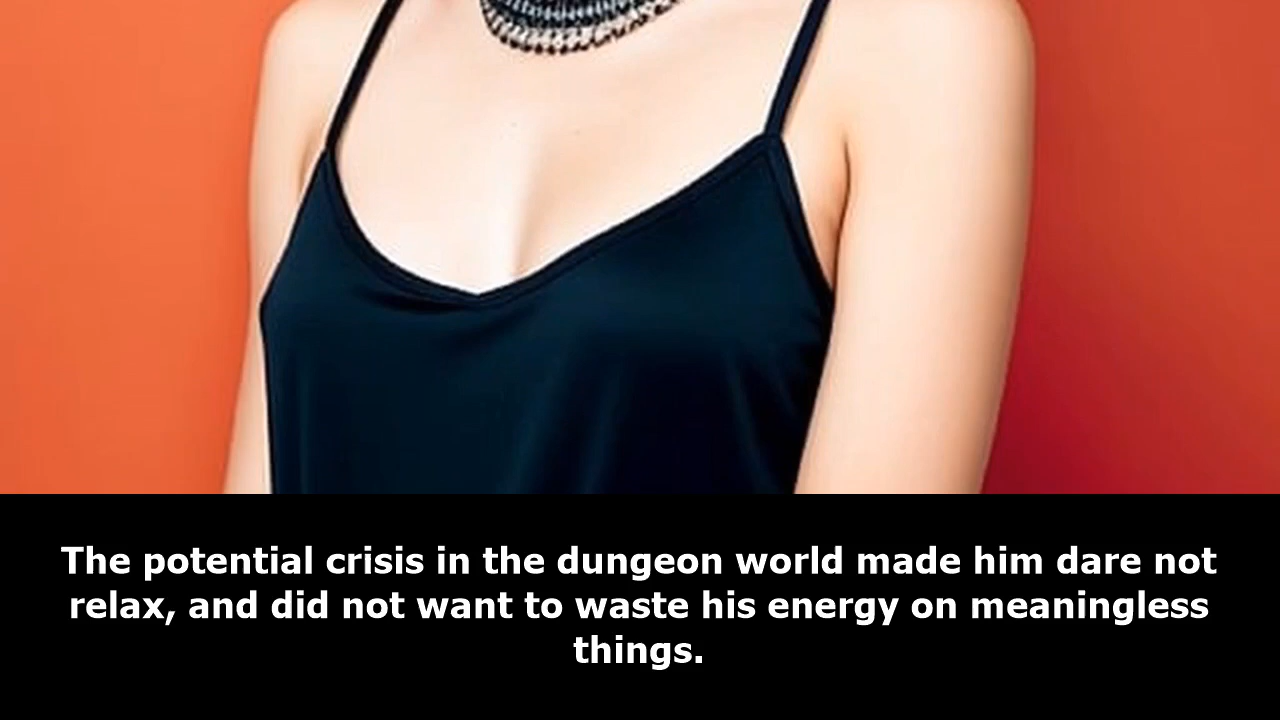 The potential crisis in the dungeon world made him dare not
relax, and did not want to waste his energy on meaningless
things.